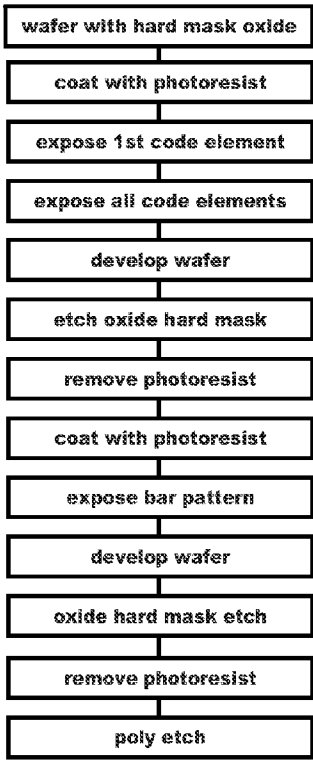 wafer with hard mask oxide
coat with photoresist
expose 1st code element
expose all code elements
develop wafer
etch oxide hard mask
remove photoresist
coat with photoresist
expose bar pattern
develop wafer
oxide hard mask etch
remove photoresist
poly etch